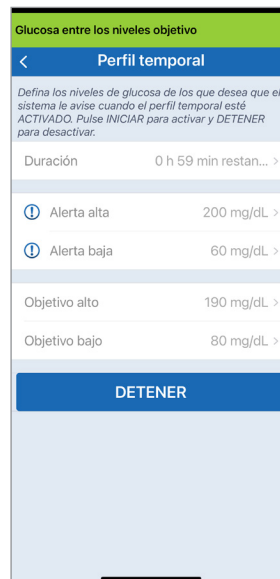 Glucosa entre los niveles objetivo
Perfil temporal
Defina los niveles de glucosa de los que desea que el
sistema le avise cuando el perfil temporal esté
ACTIVADO. Pulse INICIAR para activar y DETENER
para desactivar.
Duración 0 h 59 min restan... >
Alerta alta 200 mg/dL >
Alerta baja 60 mg/dL >
Objetivo alto 190 mg/dL >
Objetivo bajo 80 mg/dL >
DETENER